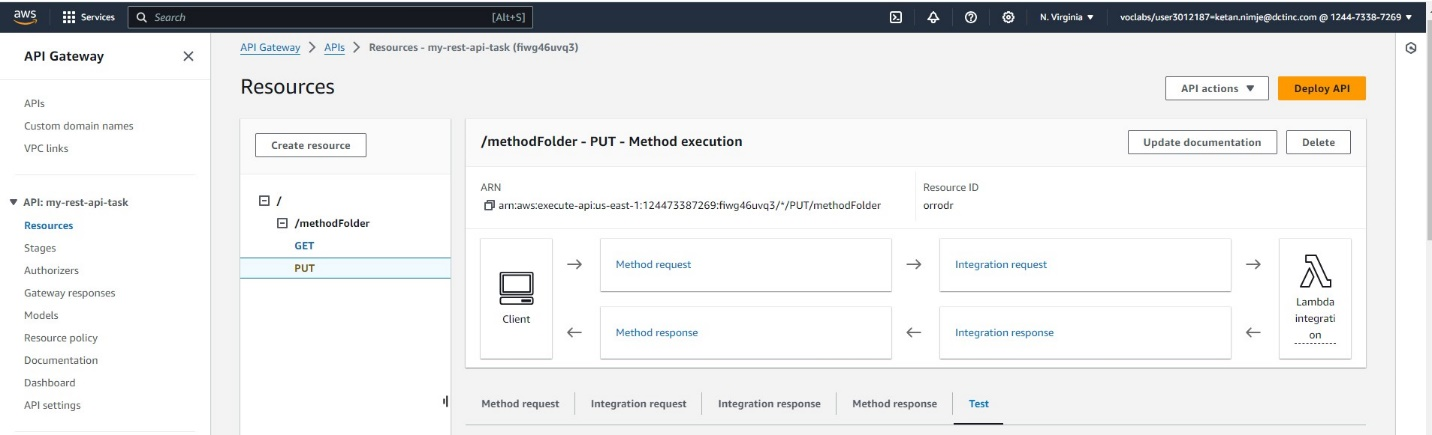 aws Services Search [Alt+S] N. Virginia ▼ voclabs/user3012187=ketan.nimje@dctinc.com @ 1244-7338-7269 ▼
API Gateway
APIs
Custom domain names
VPC links
▼ API: my-rest-api-task
Resources
Stages
Authorizers
Gateway responses
Models
Resource policy
Documentation
Dashboard
API settings
API Gateway > APIs > Resources - my-rest-api-task (fiwg46uvq3)
Resources
API actions ▼ Deploy API
Create resource
/
/methodFolder
GET
PUT
/methodFolder - PUT - Method execution
Update documentation Delete
ARN
arn:aws:execute-api:us-east-1:124473387269:fiwg46uvq3/*/PUT/methodFolder
Resource ID
orrodr
Client
Method request
Integration request
Method response
Integration response
Lambda
integrati
on
Method request Integration request Integration response Method response Test